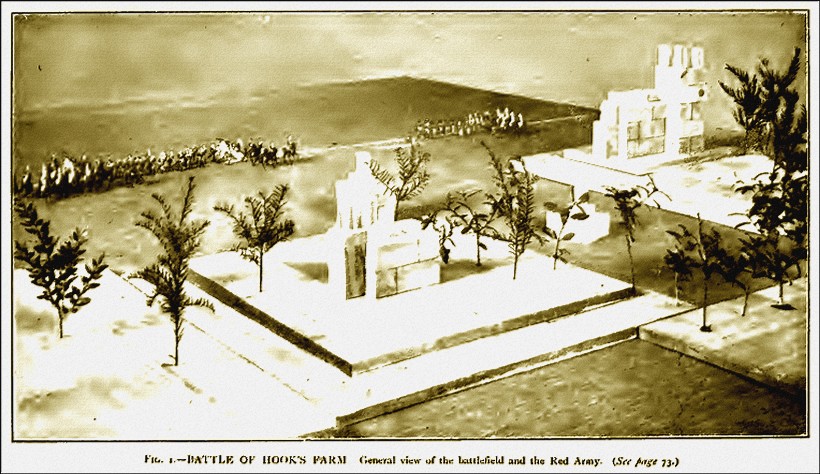 FIG. 1.—BATTLE OF HOOK'S FARM General view of the battlefield and the Red Army. (See page 73.)